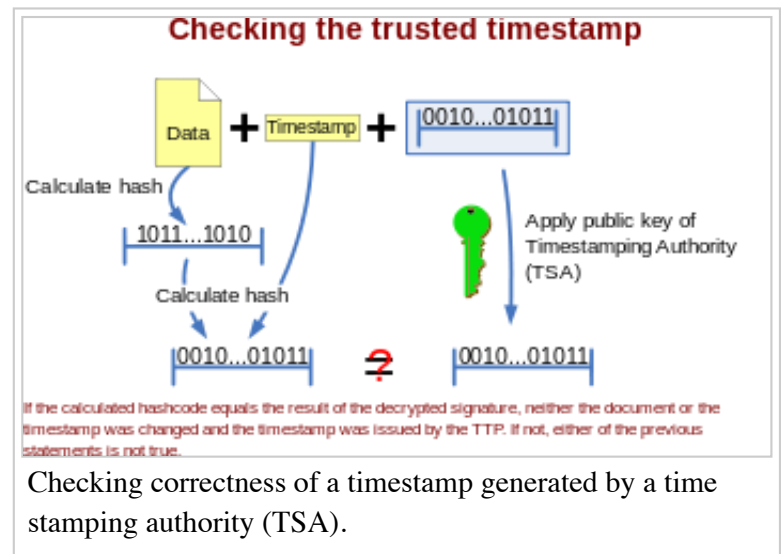 Checking the trusted timestamp
Data
Timestamp
0010...01011
Calculate hash
1011...1010
Apply public key of
Timestamping Authority
(TSA)
Calculate hash
0010...01011
=
?
0010...01011
If the calculated hashcode equals the result of the decrypted signature, neither the document or the
timestamp was changed and the timestamp was issued by the TTP. If not, either of the previous
statements is not true.
Checking correctness of a timestamp generated by a time
stamping authority (TSA).